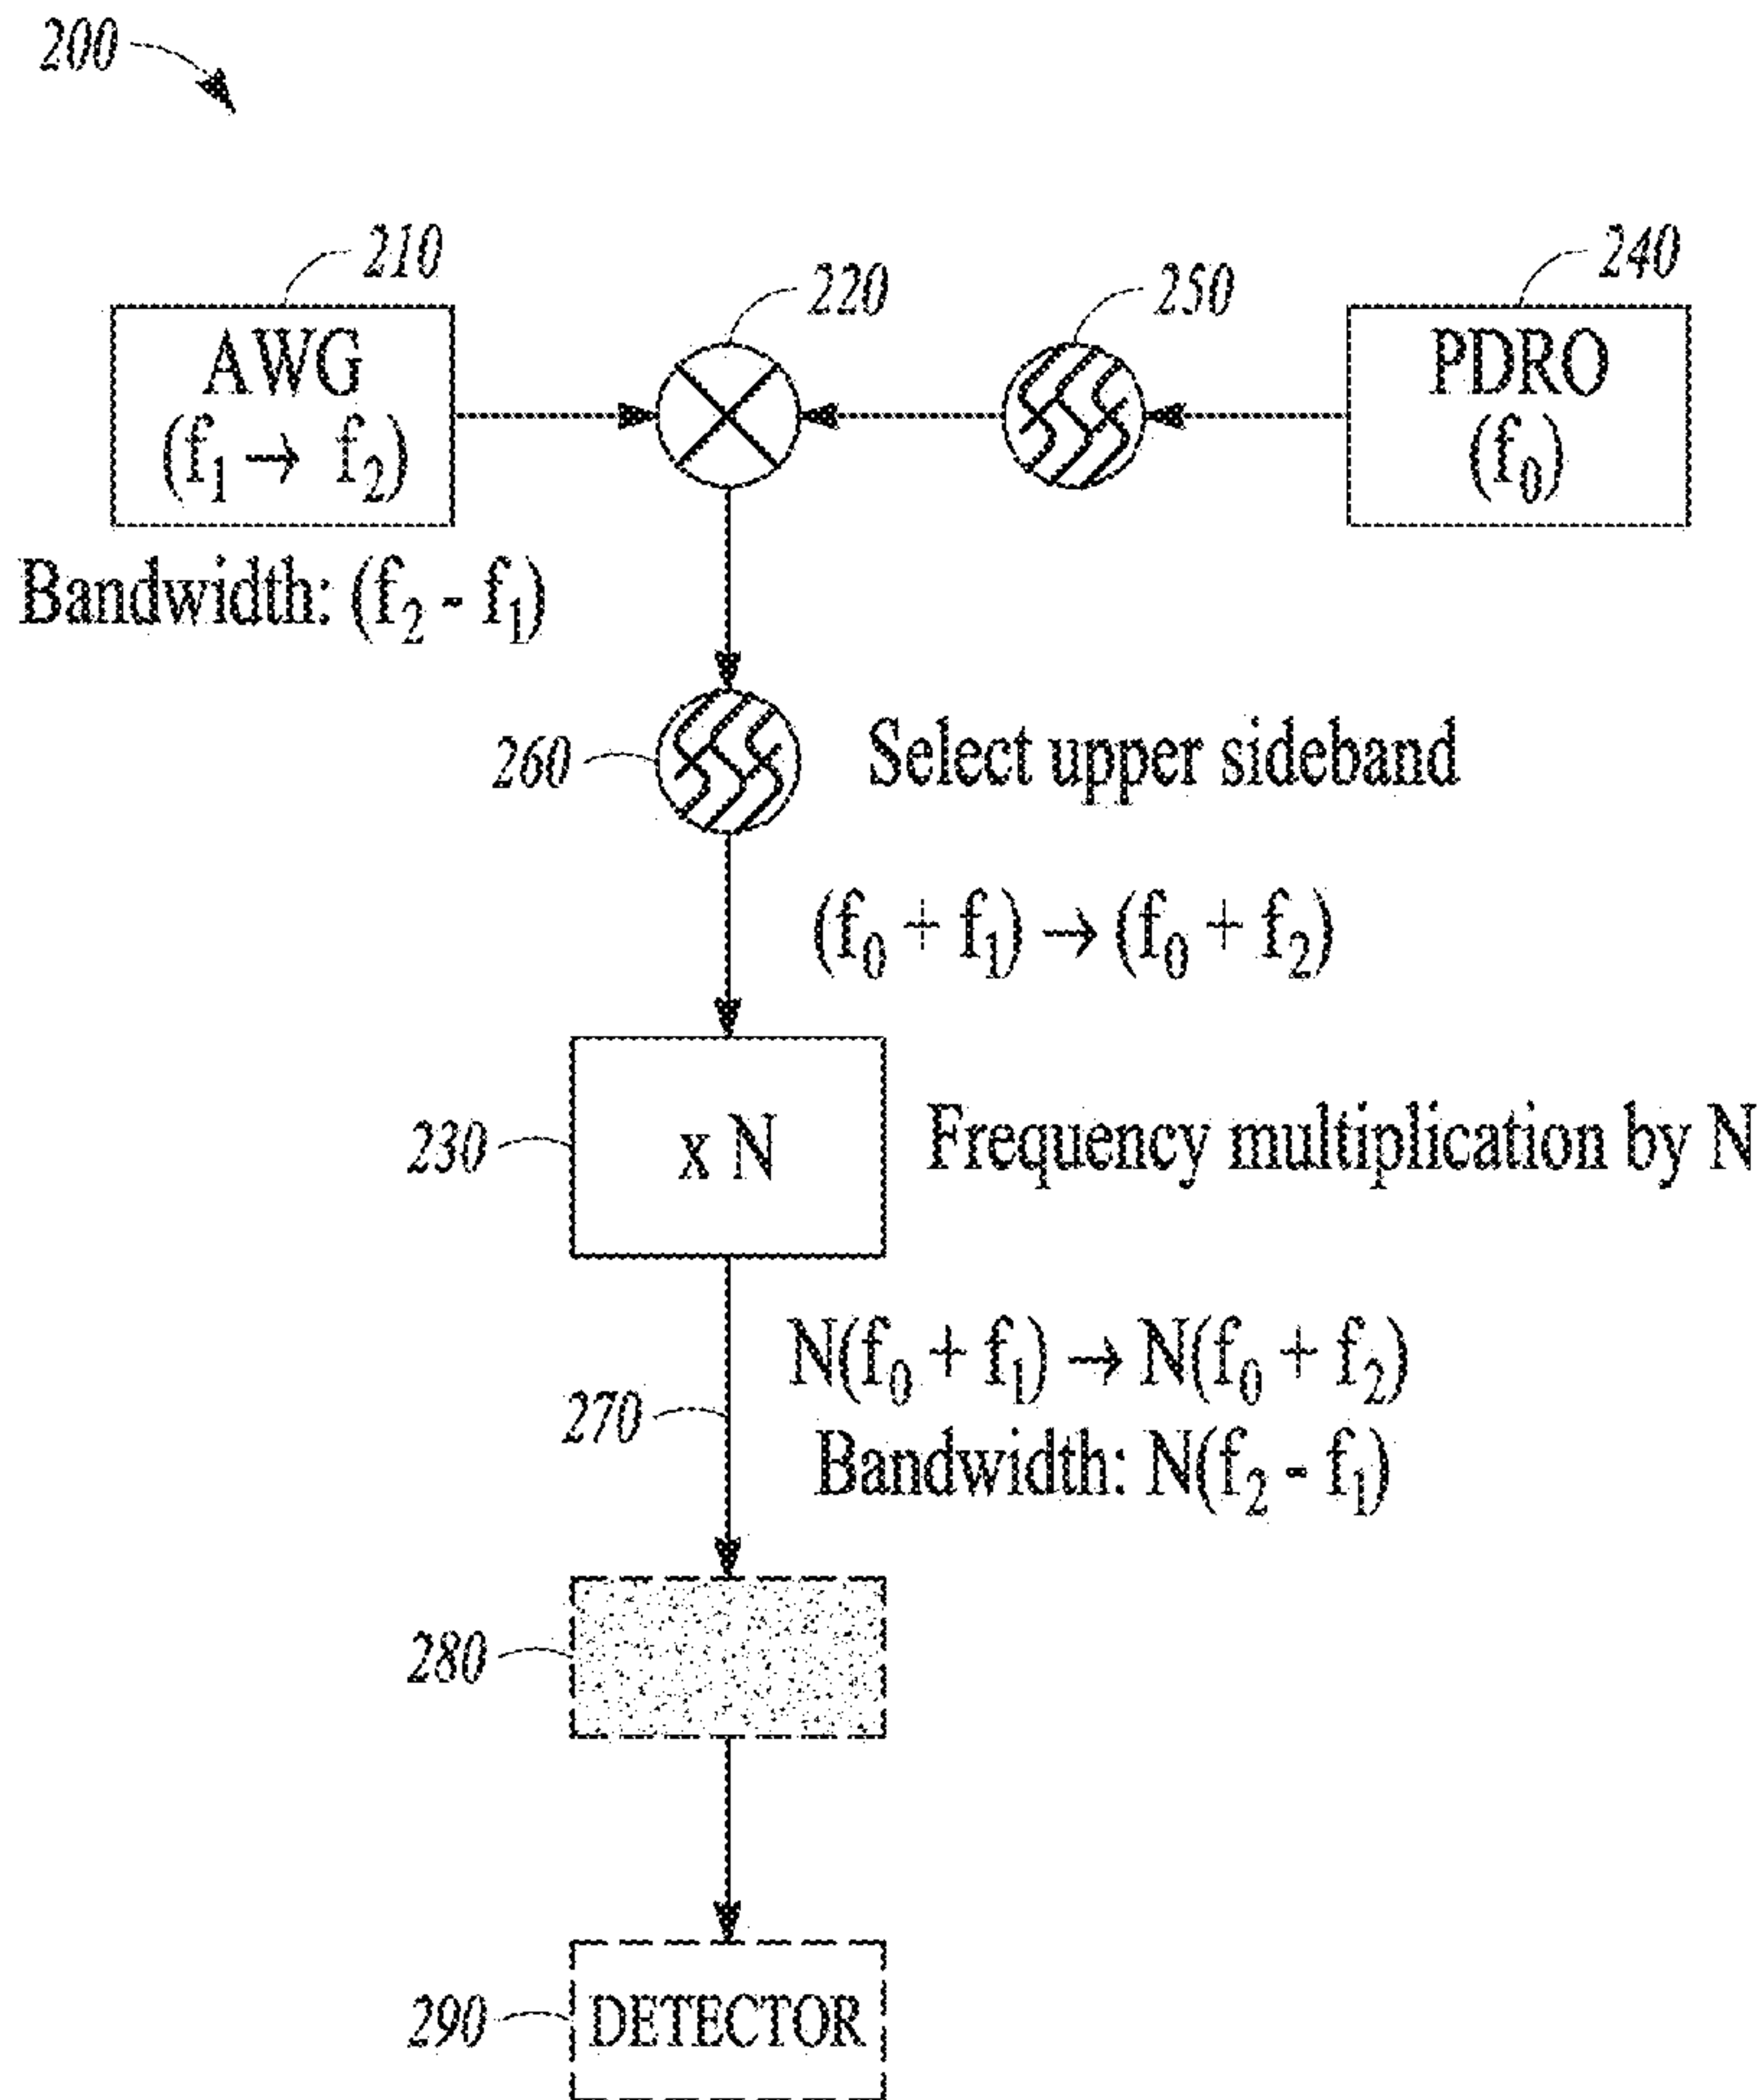 200
210
220
250
240
AWG
(f₁ → f₂)
PDRO
(f₀)
Bandwidth: (f₂ - f₁)
260
Select upper sideband
(f₀ + f₁) → (f₀ + f₂)
230
x N
Frequency multiplication by N
N(f₀ + f₁) → N(f₀ + f₂)
270
Bandwidth: N(f₂ - f₁)
280
290
DETECTOR